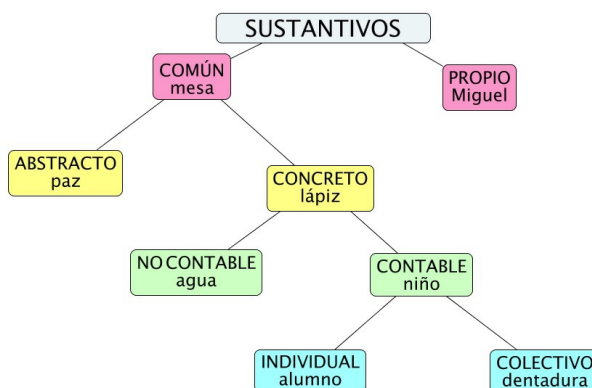 SUSTANTIVOS
COMÚN
mesa
PROPIO
Miguel
ABSTRACTO
paz
CONCRETO
lápiz
NO CONTABLE
agua
CONTABLE
niño
INDIVIDUAL
alumno
COLECTIVO
dentadura